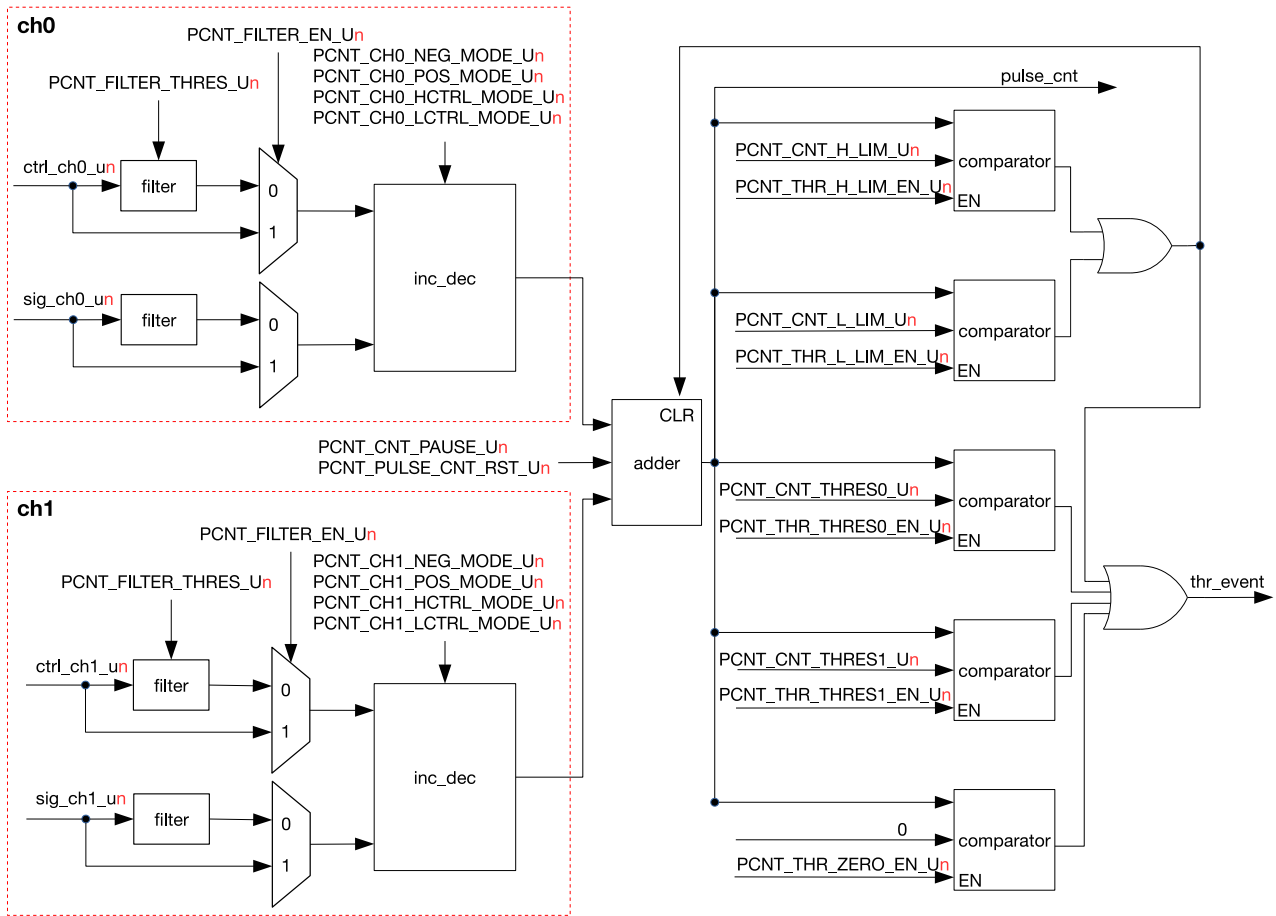 ch0
PCNT_FILTER_EN_Un
PCNT_CH0_NEG_MODE_Un
PCNT_CH0_POS_MODE_Un
PCNT_CH0_HCTRL_MODE_Un
PCNT_CH0_LCTRL_MODE_Un
PCNT_FILTER_THRES_Un
ctrl_ch0_un
filter
0
1
sig_ch0_un
filter
0
1
inc_dec
PCNT_CNT_PAUSE_Un
PCNT_PULSE_CNT_RST_Un
CLR
adder
ch1
PCNT_FILTER_EN_Un
PCNT_CH1_NEG_MODE_Un
PCNT_CH1_POS_MODE_Un
PCNT_CH1_HCTRL_MODE_Un
PCNT_CH1_LCTRL_MODE_Un
PCNT_FILTER_THRES_Un
ctrl_ch1_un
filter
0
1
sig_ch1_un
filter
0
1
inc_dec
pulse_cnt
PCNT_CNT_H_LIM_Un
comparator
PCNT_THR_H_LIM_EN_Un
EN
PCNT_CNT_L_LIM_Un
comparator
PCNT_THR_L_LIM_EN_Un
EN
PCNT_CNT_THRES0_Un
comparator
PCNT_THR_THRES0_EN_Un
EN
thr_event
PCNT_CNT_THRES1_Un
comparator
PCNT_THR_THRES1_EN_Un
EN
0
comparator
PCNT_THR_ZERO_EN_Un
EN